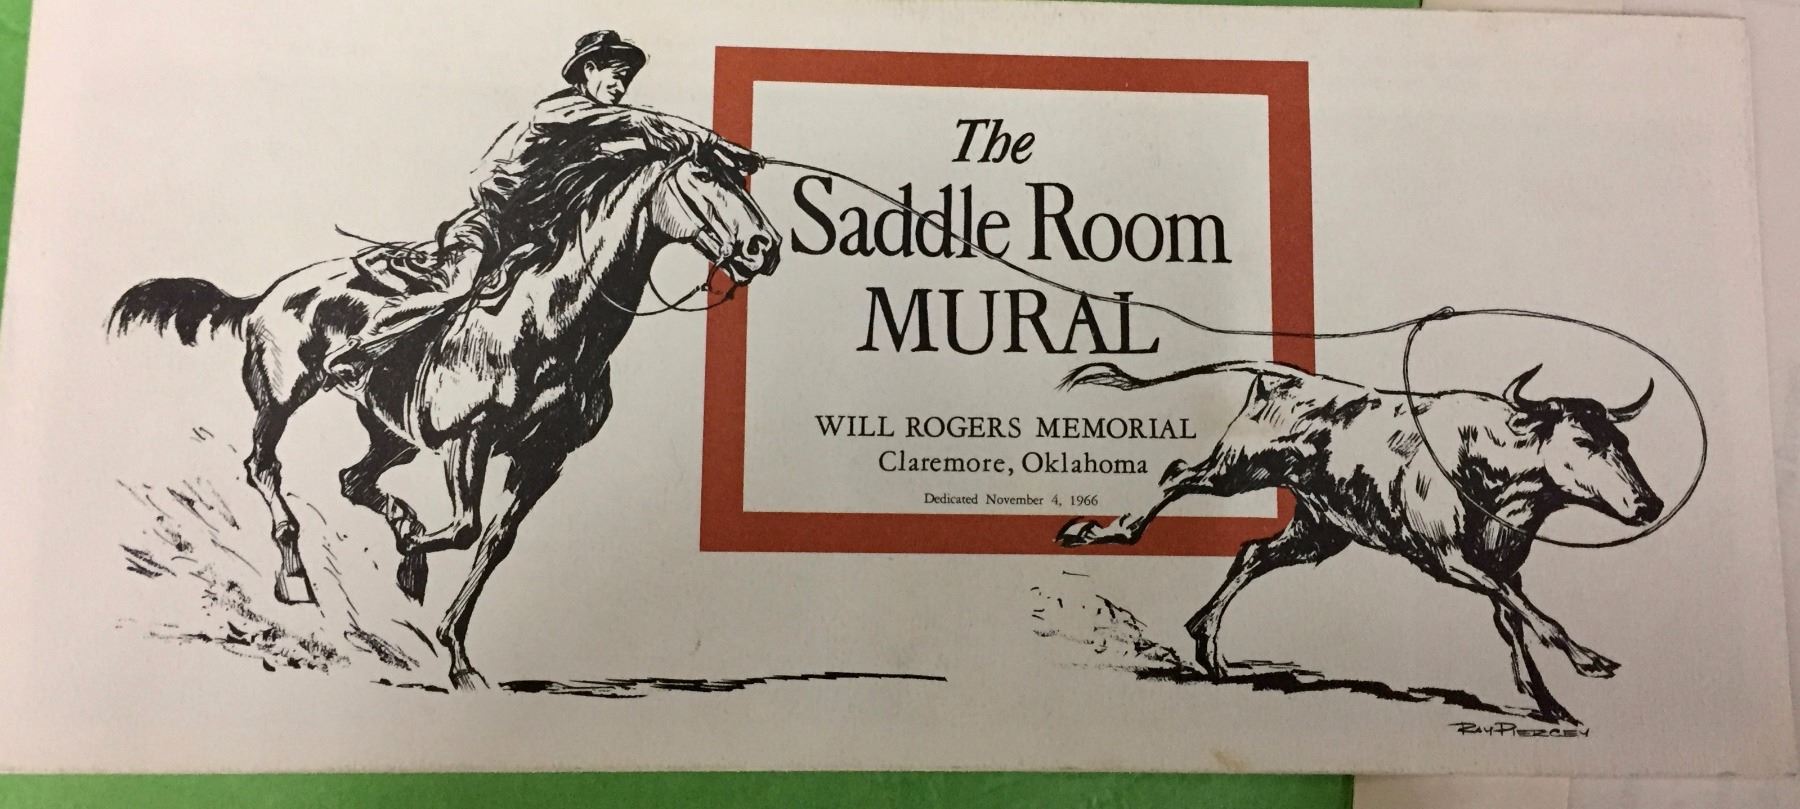 The
Saddle Room
MURAL
WILL ROGERS MEMORIAL
Claremore, Oklahoma
Dedicated November 4, 1966
RAY PIERCEY